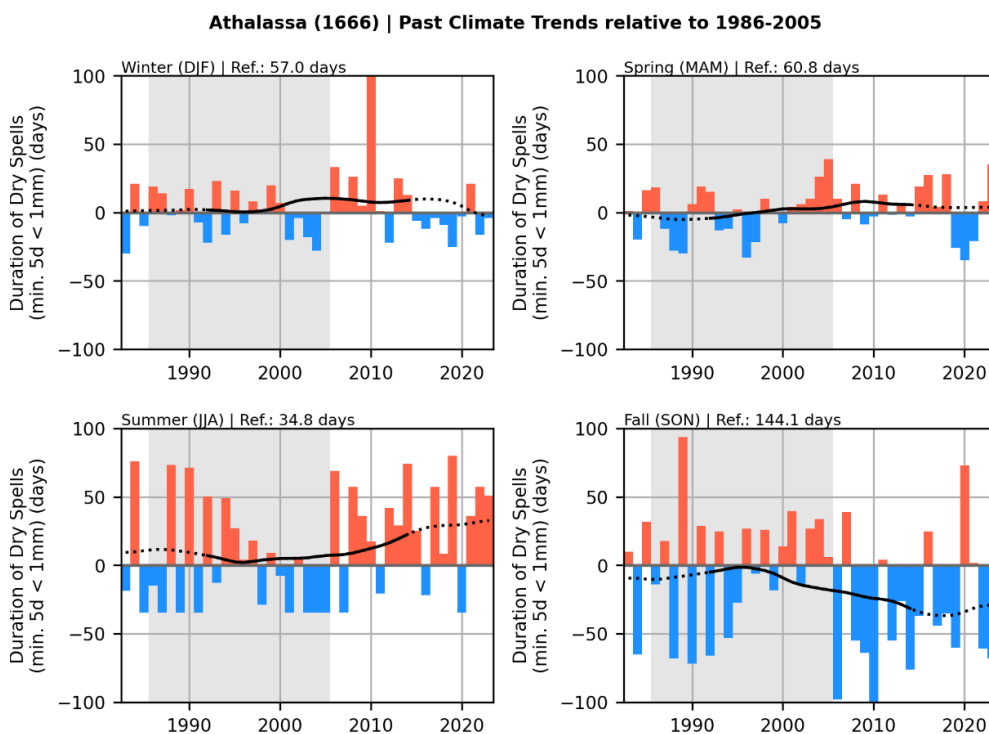 Athalassa (1666) | Past Climate Trends relative to 1986-2005
Winter (DJF) | Ref.: 57.0 days
Duration of Dry Spells
(min. 5d < 1mm) (days)
100
50
0
−50
−100
1990
2000
2010
2020
Spring (MAM) | Ref.: 60.8 days
Duration of Dry Spells
(min. 5d < 1mm) (days)
100
50
0
−50
−100
1990
2000
2010
2020
Summer (JJA) | Ref.: 34.8 days
Duration of Dry Spells
(min. 5d < 1mm) (days)
100
50
0
−50
−100
1990
2000
2010
2020
Fall (SON) | Ref.: 144.1 days
Duration of Dry Spells
(min. 5d < 1mm) (days)
100
50
0
−50
−100
1990
2000
2010
2020